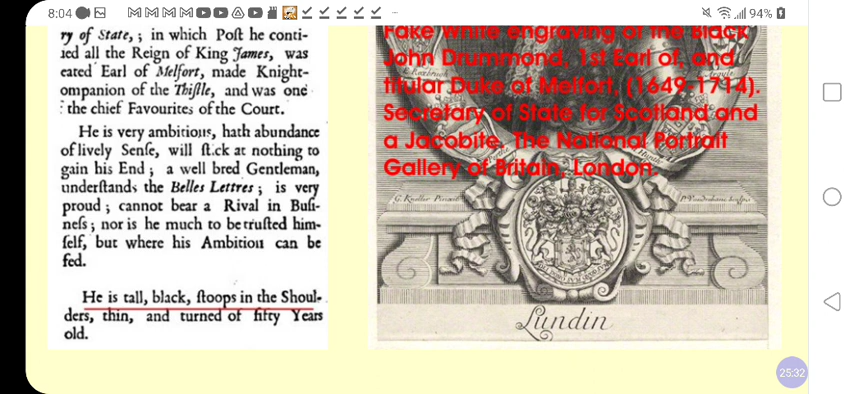 8:04
94%
ry of State, ; in which Poſt he conti-
ued all the Reign of King James, was
eated Earl of Melfort, made Knight-
ompanion of the Thiſtle, and was one
the chief Favourites of the Court.
He is very ambitious, hath abundance
of lively Senſe, will ſtick at nothing to
gain his End ; a well bred Gentleman,
underſtands the Belles Lettres ; is very
proud ; cannot bear a Rival in Buſi-
neſs ; nor is he much to be truſted him-
ſelf, but where his Ambition can be
fed.
He is tall, black, ſtoops in the Shoul-
ders, thin, and turned of fifty Years
old.
Fake White engraving of the Black
John Drummond, 1st Earl of, and
titular Duke of Melfort, (1649-1714).
Secretary of State for Scotland and
a Jacobite. The National Portrait
Gallery of Britain, London.
G. Kneller Pinxit
Lundin
25:32